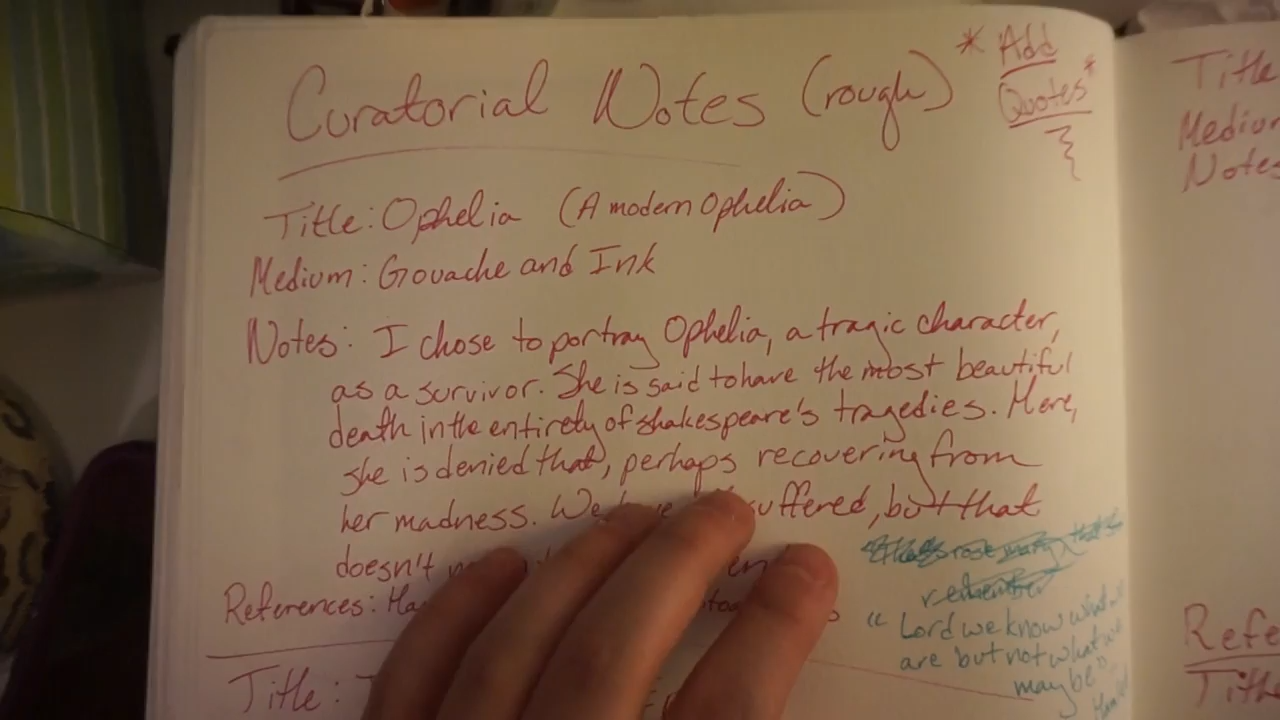 Curatorial Notes (rough)
* Add
Quotes*
Title: Ophelia (A modern Ophelia)
Medium: Gouache and Ink
Notes: I chose to portray Ophelia, a tragic character,
as a survivor. She is said to have the most beautiful
death in the entirety of shakespeare's tragedies. Here,
she is denied that, perhaps recovering from
her madness. We suffered, but that
doesn't
References:
"Lord we know what we
are but not what we
maybe"
Title:
Title
Medium
Notes
Refe
Title